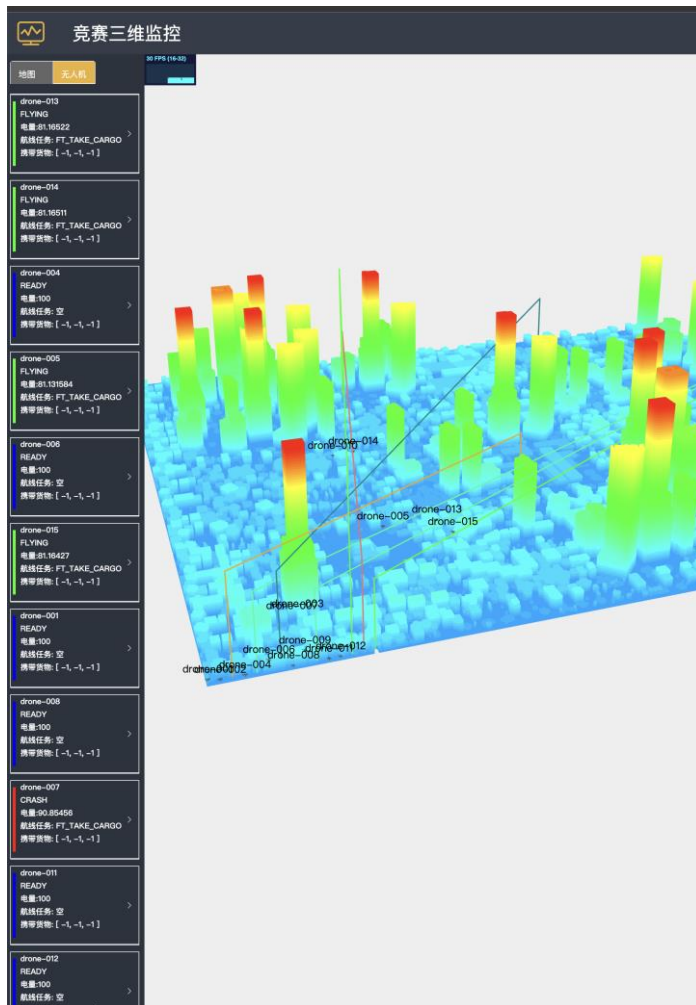 竞赛三维监控
地图
无人机
30 FPS (16-32)
drone-013
FLYING
电量:81.16522
航线任务: FT_TAKE_CARGO
携带货物: [ -1, -1, -1 ]
drone-014
FLYING
电量:81.16511
航线任务: FT_TAKE_CARGO
携带货物: [ -1, -1, -1 ]
drone-004
READY
电量:100
航线任务: 空
携带货物: [ -1, -1, -1 ]
drone-005
FLYING
电量:81.131584
航线任务: FT_TAKE_CARGO
携带货物: [ -1, -1, -1 ]
drone-006
READY
电量:100
航线任务: 空
携带货物: [ -1, -1, -1 ]
drone-015
FLYING
电量:81.16427
航线任务: FT_TAKE_CARGO
携带货物: [ -1, -1, -1 ]
drone-001
READY
电量:100
航线任务: 空
携带货物: [ -1, -1, -1 ]
drone-008
READY
电量:100
航线任务: 空
携带货物: [ -1, -1, -1 ]
drone-007
CRASH
电量:90.85456
航线任务: FT_TAKE_CARGO
携带货物: [ -1, -1, -1 ]
drone-011
READY
电量:100
航线任务: 空
携带货物: [ -1, -1, -1 ]
drone-012
READY
电量:100
航线任务: 空
drone-014
drone-010
drone-013
drone-005
drone-015
drone-003
drone-009
drone-012
drone-006
drone-011
drone-008
drone-004
drone-002